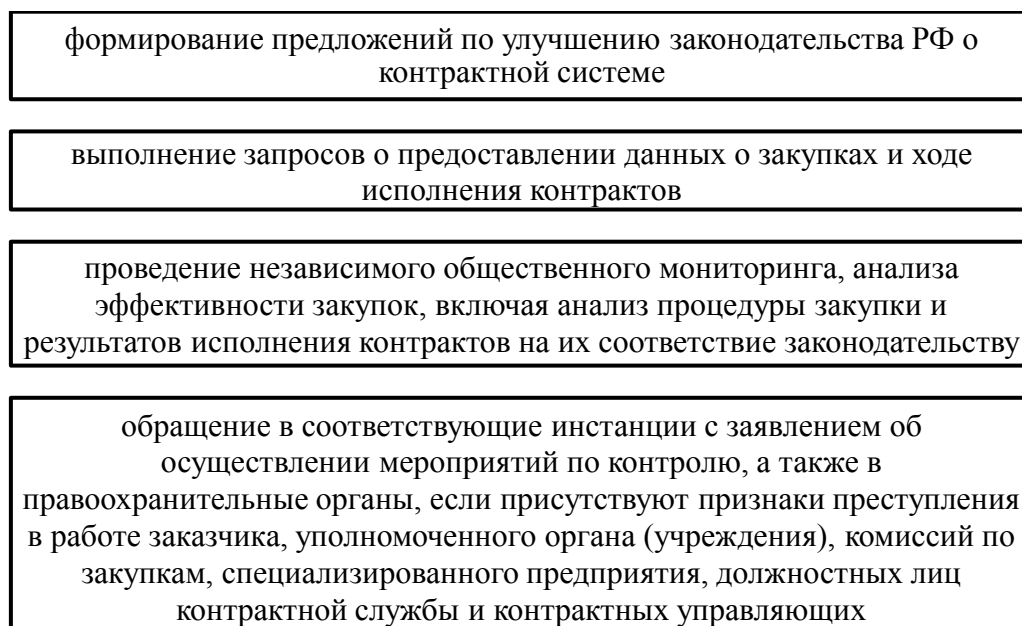 формирование предложений по улучшению законодательства РФ о
контрактной системе
выполнение запросов о предоставлении данных о закупках и ходе
исполнения контрактов
проведение независимого общественного мониторинга, анализа
эффективности закупок, включая анализ процедуры закупки и
результатов исполнения контрактов на их соответствие законодательству
обращение в соответствующие инстанции с заявлением об
осуществлении мероприятий по контролю, а также в
правоохранительные органы, если присутствуют признаки преступления
в работе заказчика, уполномоченного органа (учреждения), комиссий по
закупкам, специализированного предприятия, должностных лиц
контрактной службы и контрактных управляющих